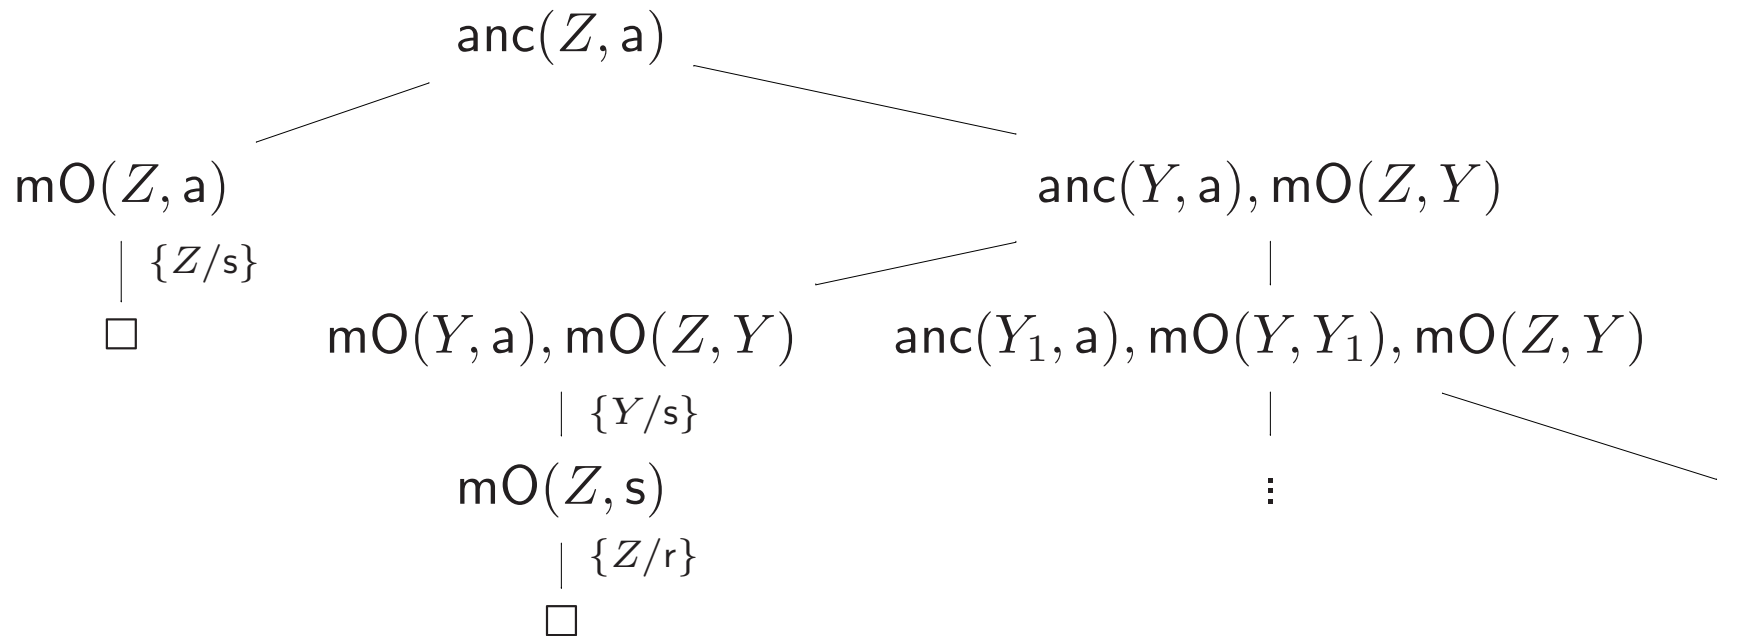 anc(Z, a)
mO(Z, a)
anc(Y, a), mO(Z, Y)
{Z/s}
□
mO(Y, a), mO(Z, Y)
anc(Y₁, a), mO(Y, Y₁), mO(Z, Y)
{Y/s}
mO(Z, s)
⋮
{Z/r}
□